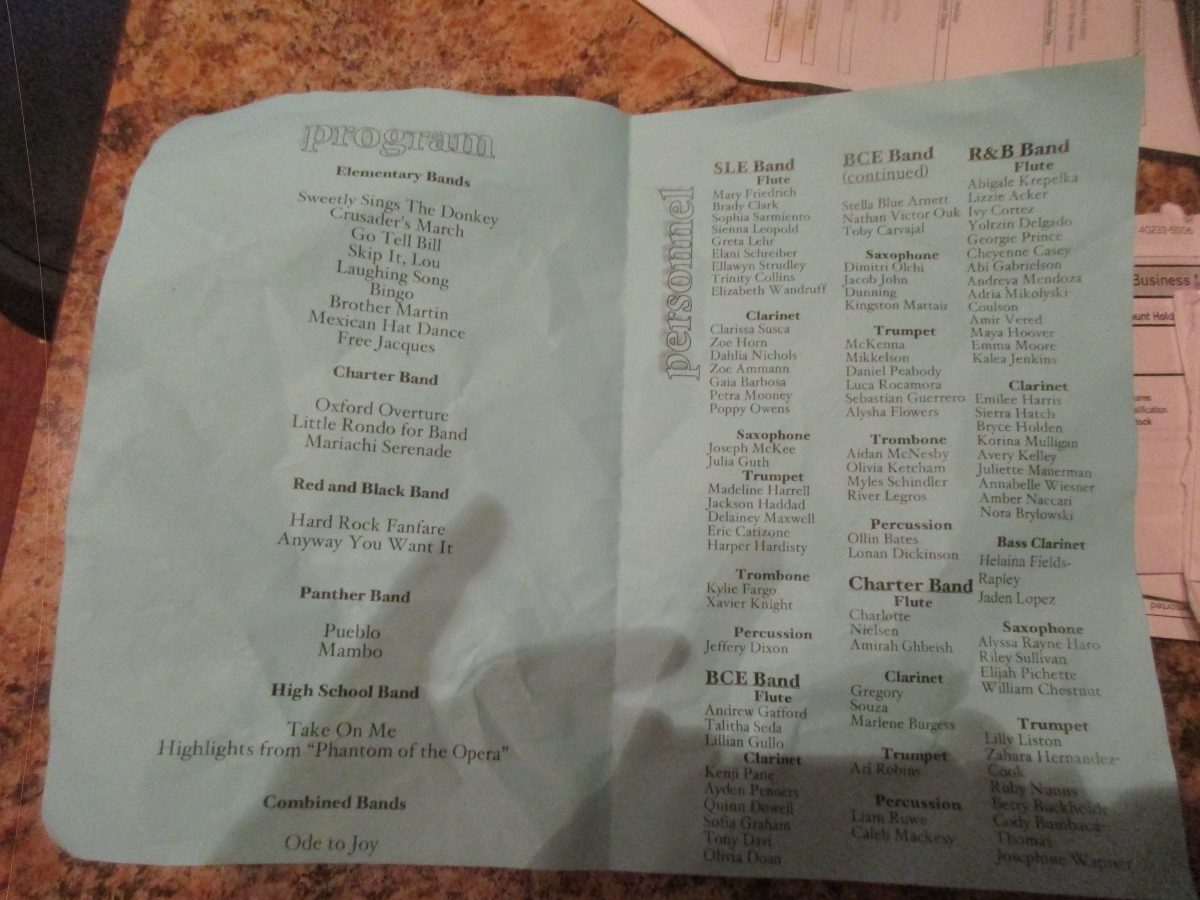 program
Elementary Bands
Sweetly Sings The Donkey
Crusader's March
Go Tell Bill
Skip It, Lou
Laughing Song
Bingo
Brother Martin
Mexican Hat Dance
Free Jacques
Charter Band
Oxford Overture
Little Rondo for Band
Mariachi Serenade
Red and Black Band
Hard Rock Fanfare
Anyway You Want It
Panther Band
Pueblo
Mambo
High School Band
Take On Me
Highlights from "Phantom of the Opera"
Combined Bands
Ode to Joy
personnel
SLE Band
Flute
Mary Friedrich
Brady Clark
Sophia Sarmiento
Sienna Leopold
Greta Lehr
Elani Schreiber
Ellawyn Strudley
Trinity Collins
Elizabeth Wandruff
Clarinet
Clarissa Susca
Zoe Horn
Dahlia Nichols
Zoe Ammann
Gaia Barbosa
Petra Mooney
Poppy Owens
Saxophone
Joseph McKee
Julia Guth
Trumpet
Madeline Harrell
Jackson Haddad
Delainey Maxwell
Eric Catizone
Harper Hardisty
Trombone
Kylie Fargo
Xavier Knight
Percussion
Jeffery Dixon
BCE Band
Flute
Andrew Gafford
Talitha Seda
Lillian Gullo
Clarinet
Kenji Pane
Ayden Penners
Quinn Dowell
Sofia Graham
Tony Davi
Olivia Doan
BCE Band
(continued)
Stella Blue Arnett
Nathan Victor Ouk
Toby Carvajal
Saxophone
Dimitri Olchi
Jacob John
Dunning
Kingston Mattair
Trumpet
McKenna
Mikkelson
Daniel Peabody
Luca Rocamora
Sebastian Guerrero
Alysha Flowers
Trombone
Aidan McNesby
Olivia Ketcham
Myles Schindler
River Legros
Percussion
Ollin Bates
Lonan Dickinson
Charter Band
Flute
Charlotte
Nielsen
Amirah Ghbeish
Clarinet
Gregory
Souza
Marlene Burgess
Trumpet
Ari Robins
Percussion
Liam Ruwe
Caleb Mackesy
R&B Band
Flute
Abigale Krepelka
Lizzie Acker
Ivy Cortez
Yoltzin Delgado
Georgie Prince
Cheyenne Casey
Abi Gabrielson
Andreya Mendoza
Adria Mikolyski-
Coulson
Amir Vered
Maya Hoover
Emma Moore
Kalea Jenkins
Clarinet
Emilee Harris
Sierra Hatch
Bryce Holden
Korina Mulligan
Avery Kelley
Juliette Mauerman
Annabelle Wiesner
Amber Naccari
Nora Brylowski
Bass Clarinet
Helaina Fields-
Rapley
Jaden Lopez
Saxophone
Alyssa Rayne Haro
Riley Sullivan
Elijah Pichette
William Chestnut
Trumpet
Lilly Liston
Zahara Hernandez-
Cook
Ruby Nunns
Betty Buckholdt
Cody Bumbaca-
Thomas
Josephine Wapner
40233-5006
Business